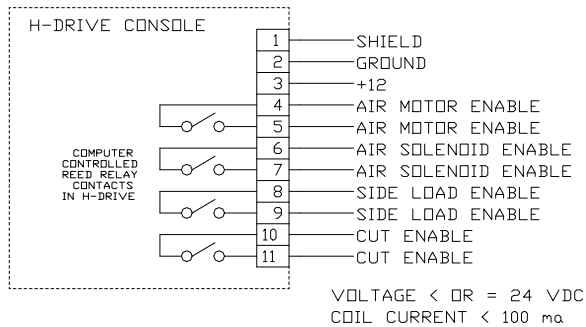 H-DRIVE CONSOLE
1 SHIELD
2 GROUND
3 +12
4 AIR MOTOR ENABLE
5 AIR MOTOR ENABLE
6 AIR SOLENOID ENABLE
7 AIR SOLENOID ENABLE
8 SIDE LOAD ENABLE
9 SIDE LOAD ENABLE
10 CUT ENABLE
11 CUT ENABLE
COMPUTER
CONTROLLED
REED RELAY
CONTACTS
IN H-DRIVE
VOLTAGE < OR = 24 VDC
COIL CURRENT < 100 ma